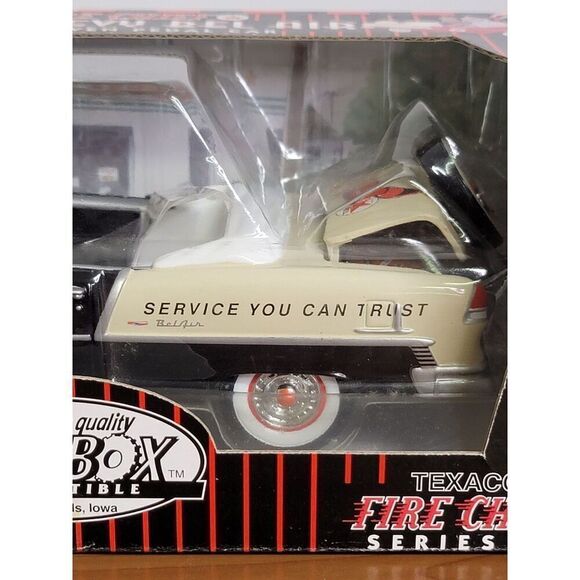 SERVICE YOU CAN TRUST
BelAir
quality
BOX
TM
TIBLE
is, Iowa
TEXACO
FIRE CH
SERIES